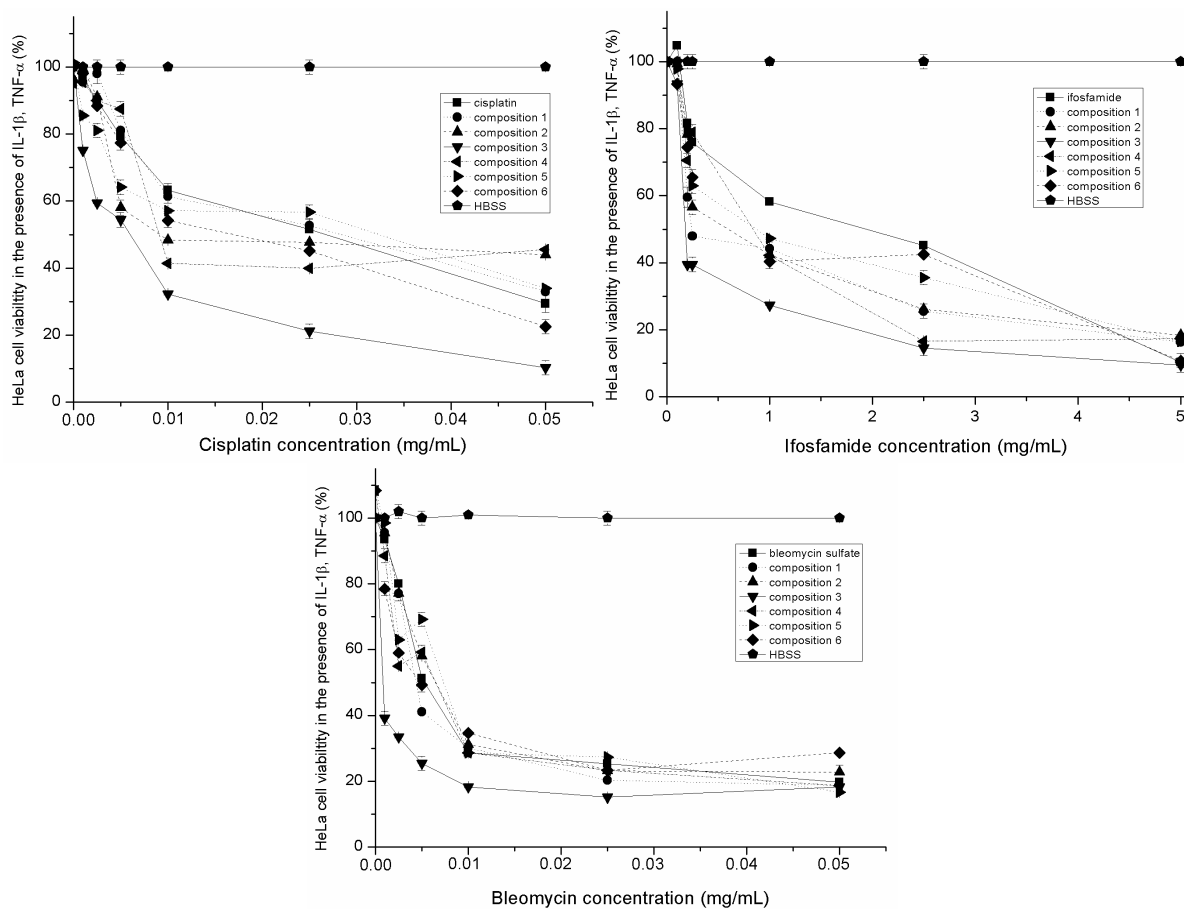 HeLa cell viabiltity in the presence of IL-1β, TNF-α (%)
100
80
60
40
20
0
0.00
0.01
0.02
0.03
0.04
0.05
Cisplatin concentration (mg/mL)
cisplatin
composition 1
composition 2
composition 3
composition 4
composition 5
composition 6
HBSS
HeLa cell viabiltity in the presence of IL-1β, TNF-α (%)
100
80
60
40
20
0
0
1
2
3
4
5
Ifosfamide concentration (mg/mL)
ifosfamide
composition 1
composition 2
composition 3
composition 4
composition 5
composition 6
HBSS
HeLa cell viabiltity in the presence of IL-1β, TNF-α (%)
100
80
60
40
20
0
0.00
0.01
0.02
0.03
0.04
0.05
Bleomycin concentration (mg/mL)
bleomycin sulfate
composition 1
composition 2
composition 3
composition 4
composition 5
composition 6
HBSS